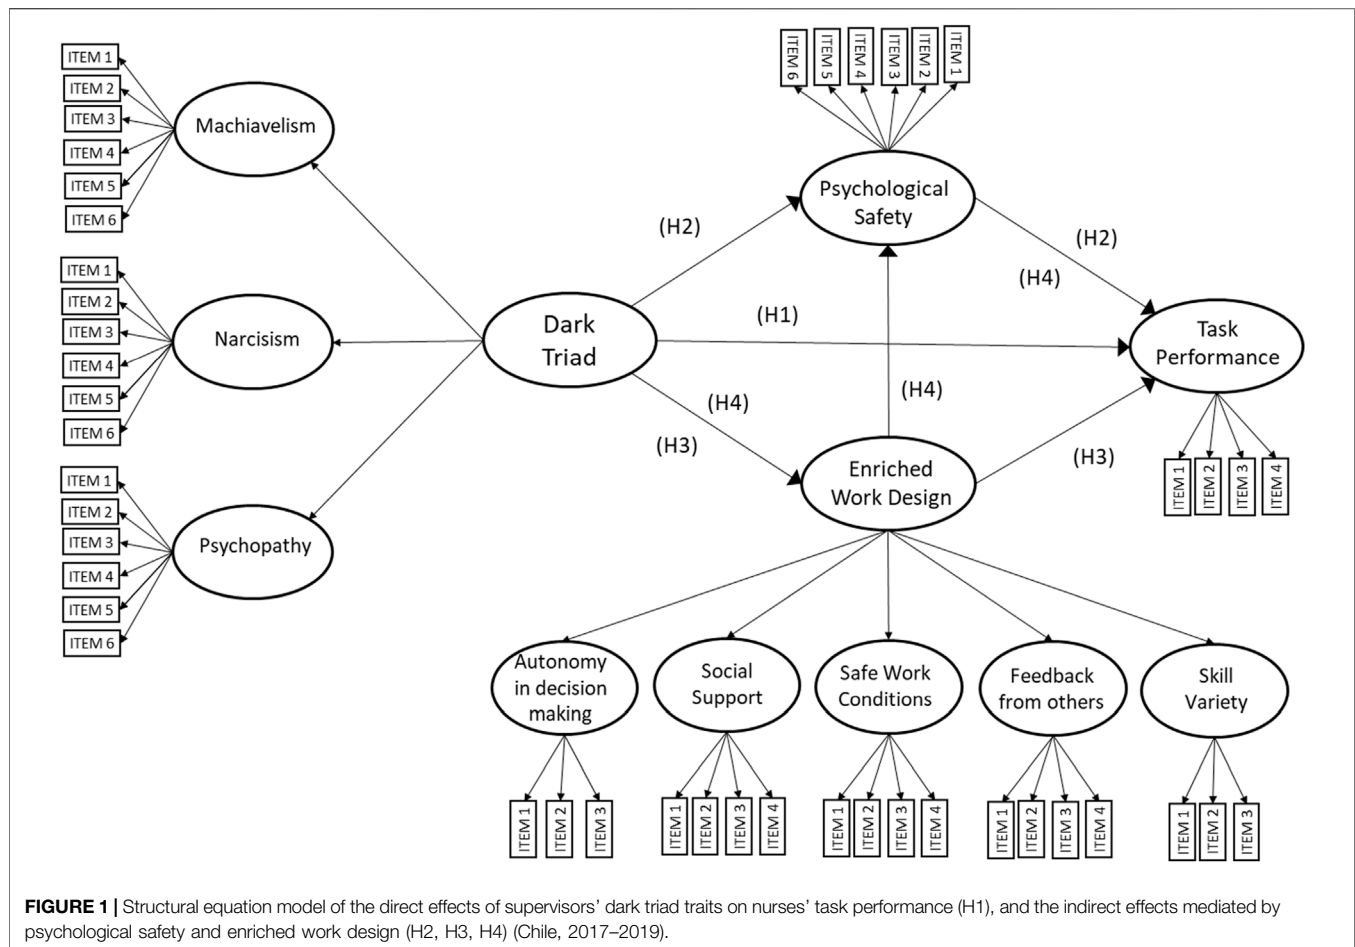 ITEM 1
ITEM 2
ITEM 3
ITEM 4
ITEM 5
ITEM 6
Machiavelism
ITEM 1
ITEM 2
ITEM 3
ITEM 4
ITEM 5
ITEM 6
Narcisism
ITEM 1
ITEM 2
ITEM 3
ITEM 4
ITEM 5
ITEM 6
Psychopathy
Dark
Triad
(H2)
(H1)
(H4)
(H3)
ITEM 6
ITEM 5
ITEM 4
ITEM 3
ITEM 2
ITEM 1
Psychological
Safety
(H2)
(H4)
(H4)
(H3)
Task
Performance
ITEM 1
ITEM 2
ITEM 3
ITEM 4
Enriched
Work Design
Autonomy
in decision
making
ITEM 1
ITEM 2
ITEM 3
Social
Support
ITEM 1
ITEM 2
ITEM 3
ITEM 4
Safe Work
Conditions
ITEM 1
ITEM 2
ITEM 3
ITEM 4
Feedback
from others
ITEM 1
ITEM 2
ITEM 3
ITEM 4
Skill
Variety
ITEM 1
ITEM 2
ITEM 3
FIGURE 1 | Structural equation model of the direct effects of supervisors’ dark triad traits on nurses’ task performance (H1), and the indirect effects mediated by
psychological safety and enriched work design (H2, H3, H4) (Chile, 2017–2019).